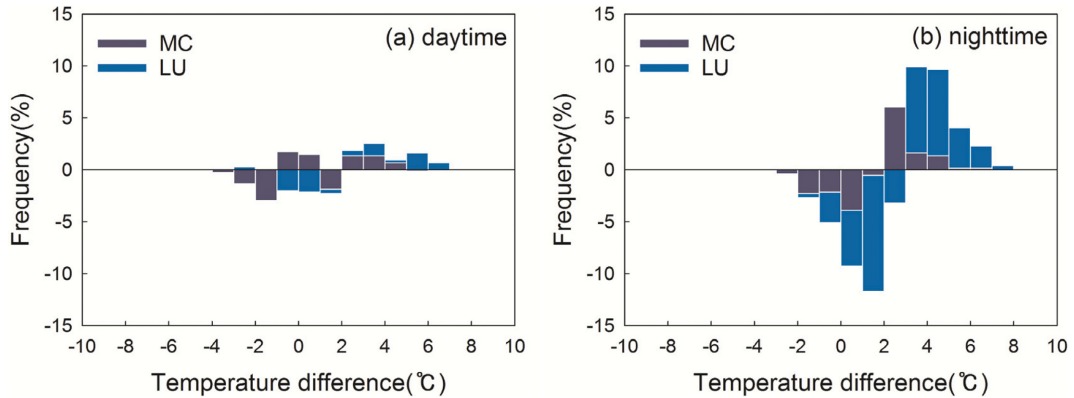 (a) daytime
MC
LU
Frequency(%)
15
10
5
0
-5
-10
-15
-10 -8 -6 -4 -2 0 2 4 6 8 10
Temperature difference(℃)
(b) nighttime
MC
LU
Frequency(%)
15
10
5
0
-5
-10
-15
-10 -8 -6 -4 -2 0 2 4 6 8 10
Temperature difference(℃)